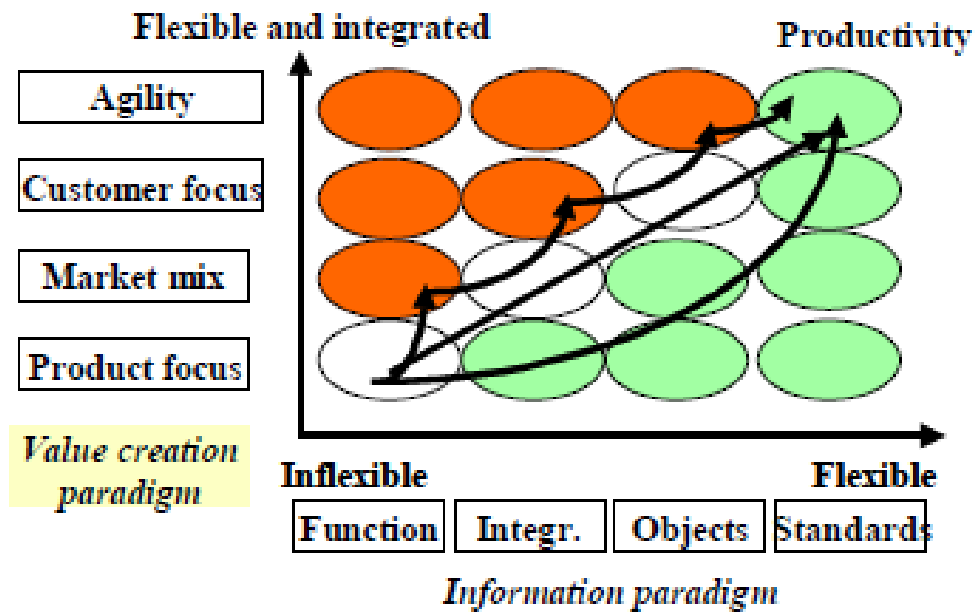 Flexible and integrated
Productivity
Agility
Customer focus
Market mix
Product focus
Value creation
paradigm
Inflexible
Flexible
Function
Integr.
Objects
Standards
Information paradigm